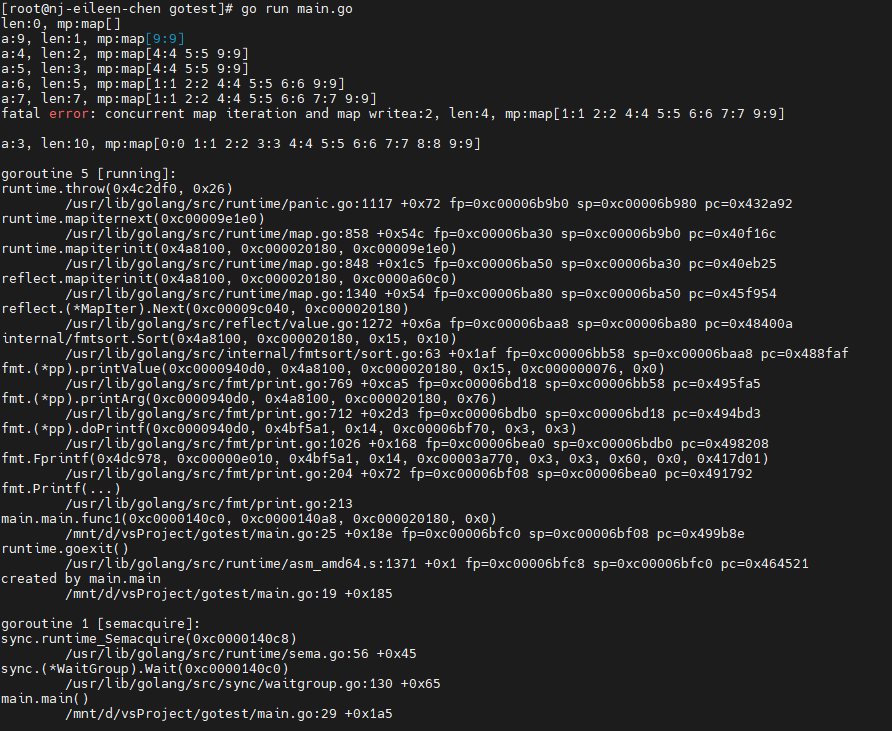 [root@nj-eileen-chen gotest]# go run main.go
len:0, mp:map[]
a:9, len:1, mp:map[9:9]
a:4, len:2, mp:map[4:4 5:5 9:9]
a:5, len:3, mp:map[4:4 5:5 9:9]
a:6, len:5, mp:map[1:1 2:2 4:4 5:5 6:6 9:9]
a:7, len:7, mp:map[1:1 2:2 4:4 5:5 6:6 7:7 9:9]
fatal error: concurrent map iteration and map writea:2, len:4, mp:map[1:1 2:2 4:4 5:5 6:6 7:7 9:9]
a:3, len:10, mp:map[0:0 1:1 2:2 3:3 4:4 5:5 6:6 7:7 8:8 9:9]
goroutine 5 [running]:
runtime.throw(0x4c2df0, 0x26)
/usr/lib/golang/src/runtime/panic.go:1117 +0x72 fp=0xc00006b9b0 sp=0xc00006b980 pc=0x432a92
runtime.mapiternext(0xc00009e1e0)
/usr/lib/golang/src/runtime/map.go:858 +0x54c fp=0xc00006ba30 sp=0xc00006b9b0 pc=0x40f16c
runtime.mapiterinit(0x4a8100, 0xc000020180, 0xc00009e1e0)
/usr/lib/golang/src/runtime/map.go:848 +0x1c5 fp=0xc00006ba50 sp=0xc00006ba30 pc=0x40eb25
reflect.mapiterinit(0x4a8100, 0xc000020180, 0xc0000a60c0)
/usr/lib/golang/src/runtime/map.go:1340 +0x54 fp=0xc00006ba80 sp=0xc00006ba50 pc=0x45f954
reflect.(*MapIter).Next(0xc00009c040, 0xc000020180)
/usr/lib/golang/src/reflect/value.go:1272 +0x6a fp=0xc00006baa8 sp=0xc00006ba80 pc=0x48400a
internal/fmtsort.Sort(0x4a8100, 0xc000020180, 0x15, 0x10)
/usr/lib/golang/src/internal/fmtsort/sort.go:63 +0x1af fp=0xc00006bb58 sp=0xc00006baa8 pc=0x488faf
fmt.(*pp).printValue(0xc0000940d0, 0x4a8100, 0xc000020180, 0x15, 0xc000000076, 0x0)
/usr/lib/golang/src/fmt/print.go:769 +0xca5 fp=0xc00006bd18 sp=0xc00006bb58 pc=0x495fa5
fmt.(*pp).printArg(0xc0000940d0, 0x4a8100, 0xc000020180, 0x76)
/usr/lib/golang/src/fmt/print.go:712 +0x2d3 fp=0xc00006bdb0 sp=0xc00006bd18 pc=0x494bd3
fmt.(*pp).doPrintf(0xc0000940d0, 0x4bf5a1, 0x14, 0xc00006bf70, 0x3, 0x3)
/usr/lib/golang/src/fmt/print.go:1026 +0x168 fp=0xc00006bea0 sp=0xc00006bdb0 pc=0x498208
fmt.Fprintf(0x4dc978, 0xc00000e010, 0x4bf5a1, 0x14, 0xc00003a770, 0x3, 0x3, 0x60, 0x0, 0x417d01)
/usr/lib/golang/src/fmt/print.go:204 +0x72 fp=0xc00006bf08 sp=0xc00006bea0 pc=0x491792
fmt.Printf(...)
/usr/lib/golang/src/fmt/print.go:213
main.main.func1(0xc0000140c0, 0xc0000140a8, 0xc000020180, 0x0)
/mnt/d/vsProject/gotest/main.go:25 +0x18e fp=0xc00006bfc0 sp=0xc00006bf08 pc=0x499b8e
runtime.goexit()
/usr/lib/golang/src/runtime/asm_amd64.s:1371 +0x1 fp=0xc00006bfc8 sp=0xc00006bfc0 pc=0x464521
created by main.main
/mnt/d/vsProject/gotest/main.go:19 +0x185
goroutine 1 [semacquire]:
sync.runtime_Semacquire(0xc0000140c8)
/usr/lib/golang/src/runtime/sema.go:56 +0x45
sync.(*WaitGroup).Wait(0xc0000140c0)
/usr/lib/golang/src/sync/waitgroup.go:130 +0x65
main.main()
/mnt/d/vsProject/gotest/main.go:29 +0x1a5